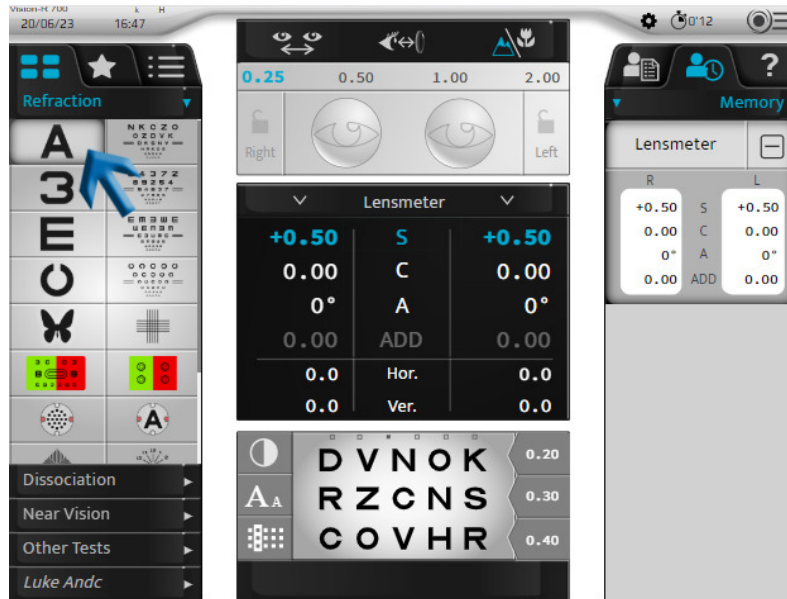 Vision-R 700
20/06/23 16:47
0'12
Refraction
A
N K C Z O
O Z D V K
3
E
E M 3 W E
A
Dissociation
Near Vision
Other Tests
Luke Andc
0.25 0.50 1.00 2.00
Right Left
Lensmeter
+0.50 S +0.50
0.00 C 0.00
0° A 0°
0.00 ADD 0.00
0.0 Hor. 0.0
0.0 Ver. 0.0
A A
D V N O K 0.20
R Z C N S 0.30
C O V H R 0.40
?
Memory
Lensmeter
R L
+0.50 S +0.50
0.00 C 0.00
0° A 0°
0.00 ADD 0.00